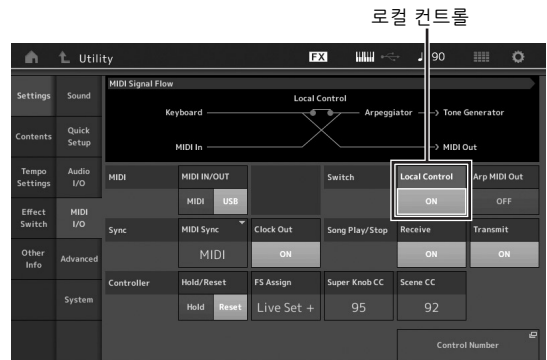 로컬 컨트롤
Utility
FX
♩ 90
Settings
Sound
MIDI Signal Flow
Local Control
Keyboard
Arpeggiator
Tone Generator
MIDI In
MIDI Out
Contents
Quick Setup
Tempo Settings
Audio I/O
MIDI
MIDI IN/OUT
MIDI
USB
Switch
Local Control
ON
Arp MIDI Out
OFF
Effect Switch
MIDI I/O
Sync
MIDI Sync
MIDI
Clock Out
ON
Song Play/Stop
Receive
ON
Transmit
ON
Other Info
Advanced
Controller
Hold/Reset
Hold
Reset
FS Assign
Live Set +
Super Knob CC
95
Scene CC
92
System
Control Number